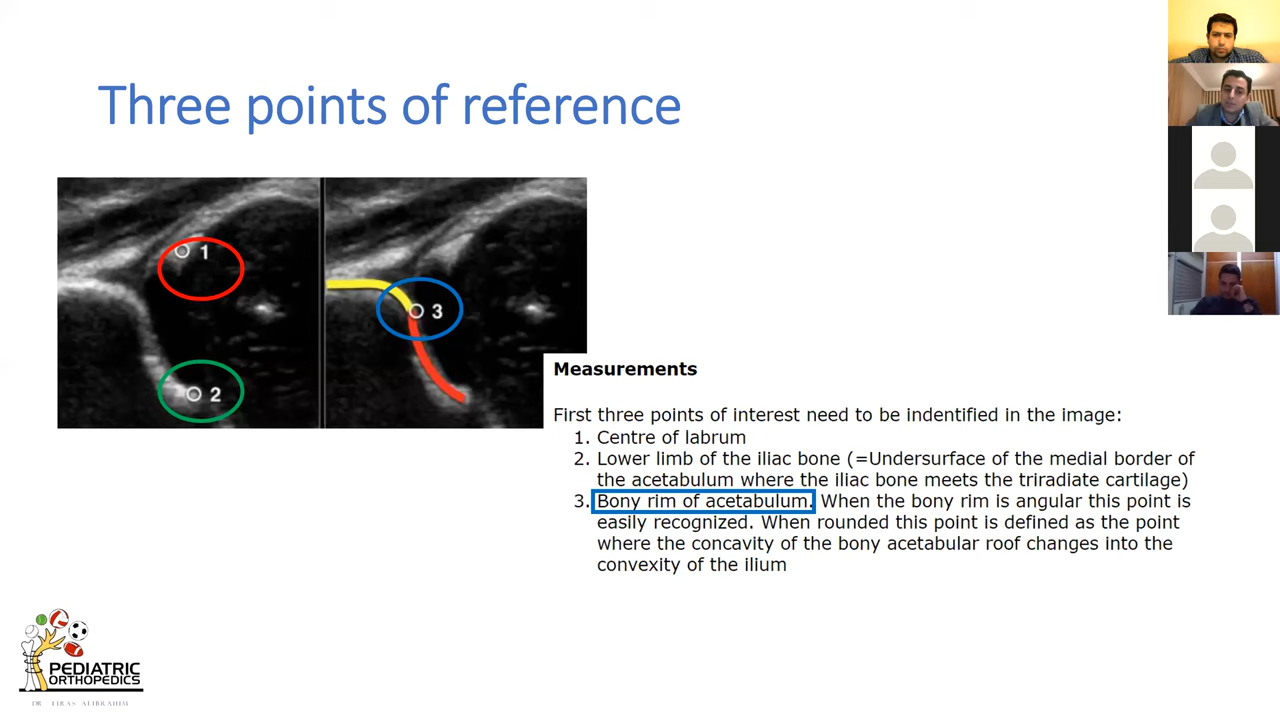 Three points of reference
1
2
3
Measurements
First three points of interest need to be indentified in the image:
1. Centre of labrum
2. Lower limb of the iliac bone (=Undersurface of the medial border of
the acetabulum where the iliac bone meets the triradiate cartilage)
3. Bony rim of acetabulum. When the bony rim is angular this point is
easily recognized. When rounded this point is defined as the point
where the concavity of the bony acetabular roof changes into the
convexity of the ilium
PEDIATRIC
ORTHOPEDICS
DR FIRAS ALIBRAHIM